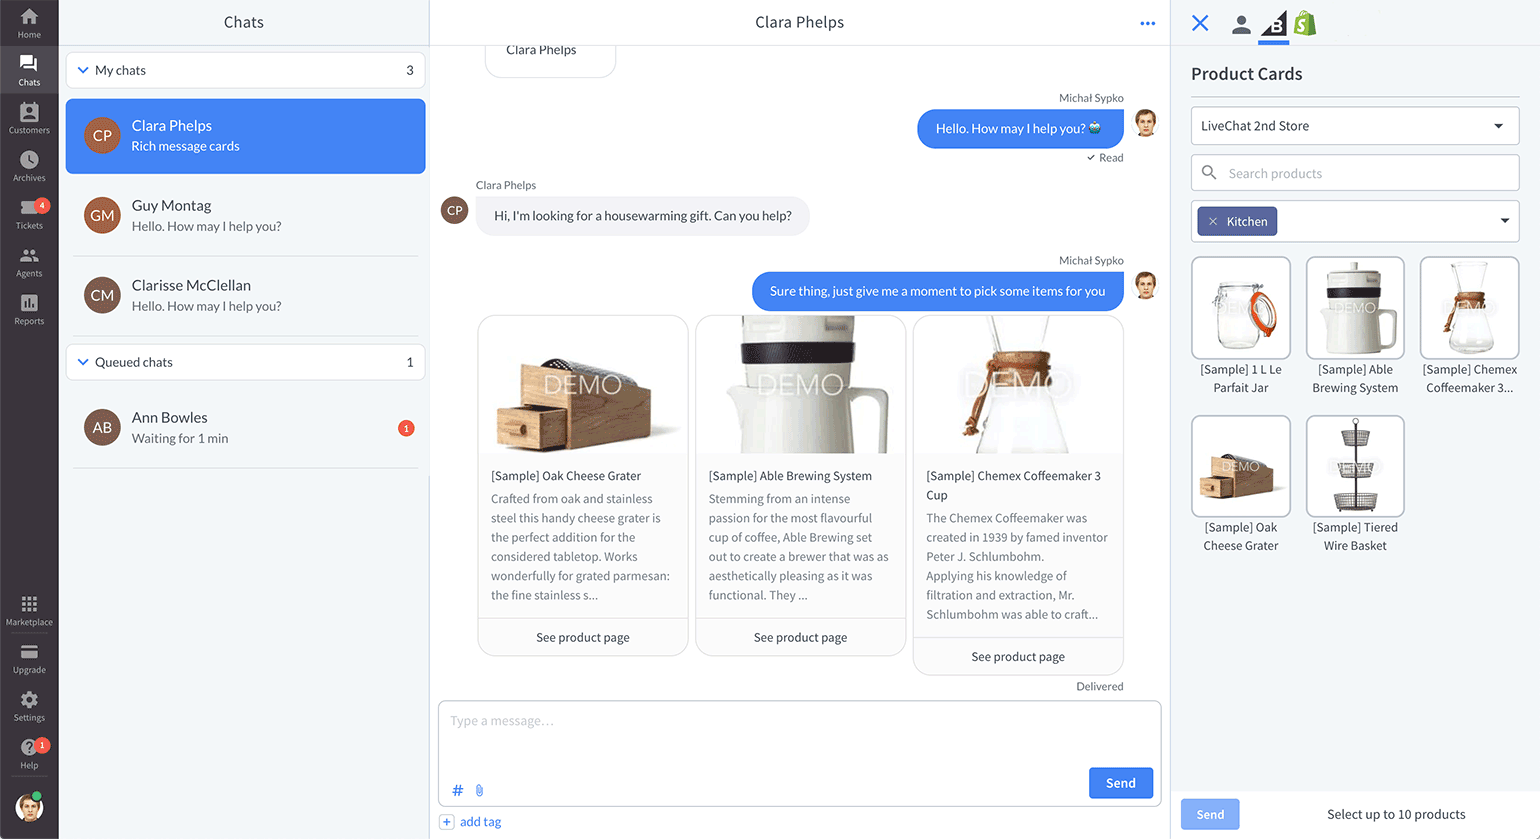 Home
Chats
Customers
Archives
4
Tickets
Agents
Reports
Marketplace
Upgrade
Settings
1
Help
Chats
My chats 3
CP
Clara Phelps
Rich message cards
GM
Guy Montag
Hello. How may I help you?
CM
Clarisse McClellan
Hello. How may I help you?
Queued chats 1
AB
Ann Bowles
Waiting for 1 min
1
Clara Phelps
Clara Phelps
Michał Sypko
Hello. How may I help you?
Read
Clara Phelps
CP
Hi, I'm looking for a housewarming gift. Can you help?
Michał Sypko
Sure thing, just give me a moment to pick some items for you
DEMO
[Sample] Oak Cheese Grater
Crafted from oak and stainless
steel this handy cheese grater is
the perfect addition for the
considered tabletop. Works
wonderfully for grated parmesan:
the fine stainless s...
See product page
DEMO
[Sample] Able Brewing System
Stemming from an intense
passion for the most flavourful
cup of coffee, Able Brewing set
out to create a brewer that was as
aesthetically pleasing as it was
functional. They ...
See product page
DEMO
[Sample] Chemex Coffeemaker 3
Cup
The Chemex Coffeemaker was
created in 1939 by famed inventor
Peter J. Schlumbohm.
Applying his knowledge of
filtration and extraction, Mr.
Schlumbohm was able to craft...
See product page
Delivered
Type a message...
#
Send
+ add tag
B
S
Product Cards
LiveChat 2nd Store
Search products
× Kitchen
DEMO
[Sample] 1 L Le
Parfait Jar
DEMO
[Sample] Able
Brewing System
DEMO
[Sample] Chemex
Coffeemaker 3...
DEMO
[Sample] Oak
Cheese Grater
DEMO
[Sample] Tiered
Wire Basket
Send
Select up to 10 products